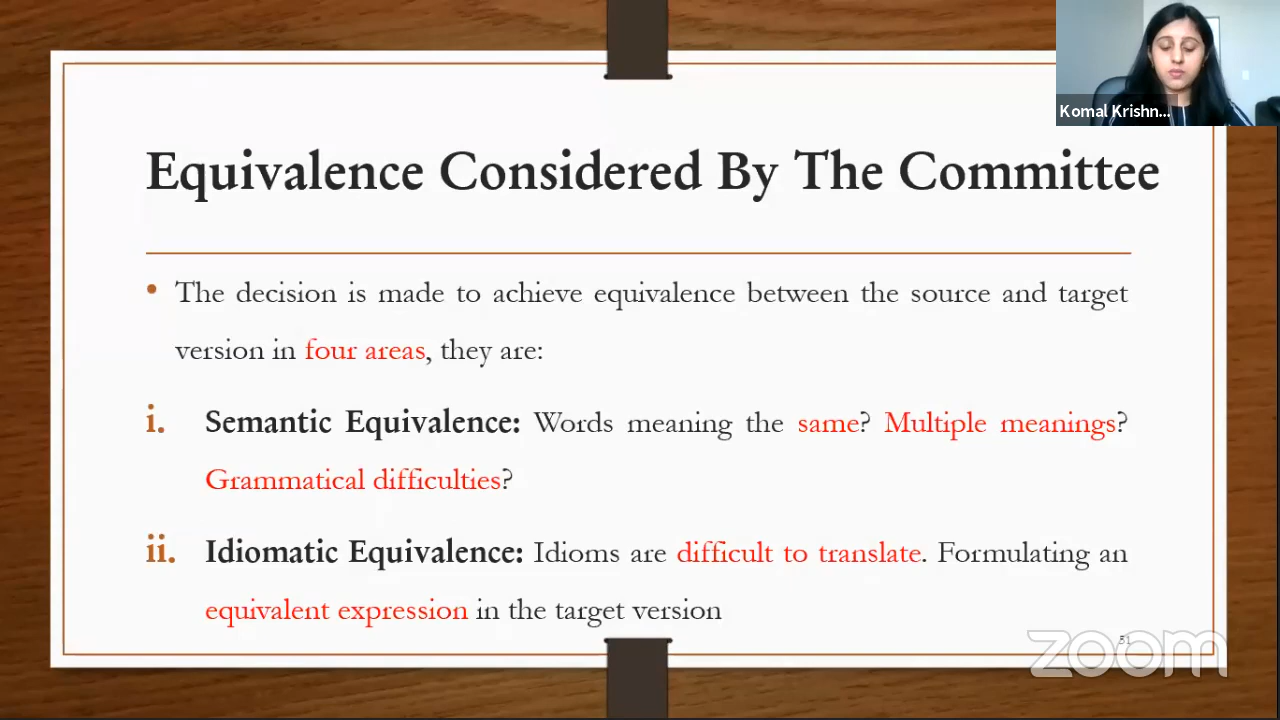 Komal Krishn...
Equivalence Considered By The Committee
• The decision is made to achieve equivalence between the source and target
version in four areas, they are:
i. Semantic Equivalence: Words meaning the same? Multiple meanings?
Grammatical difficulties?
ii. Idiomatic Equivalence: Idioms are difficult to translate. Formulating an
equivalent expression in the target version
51
zoom